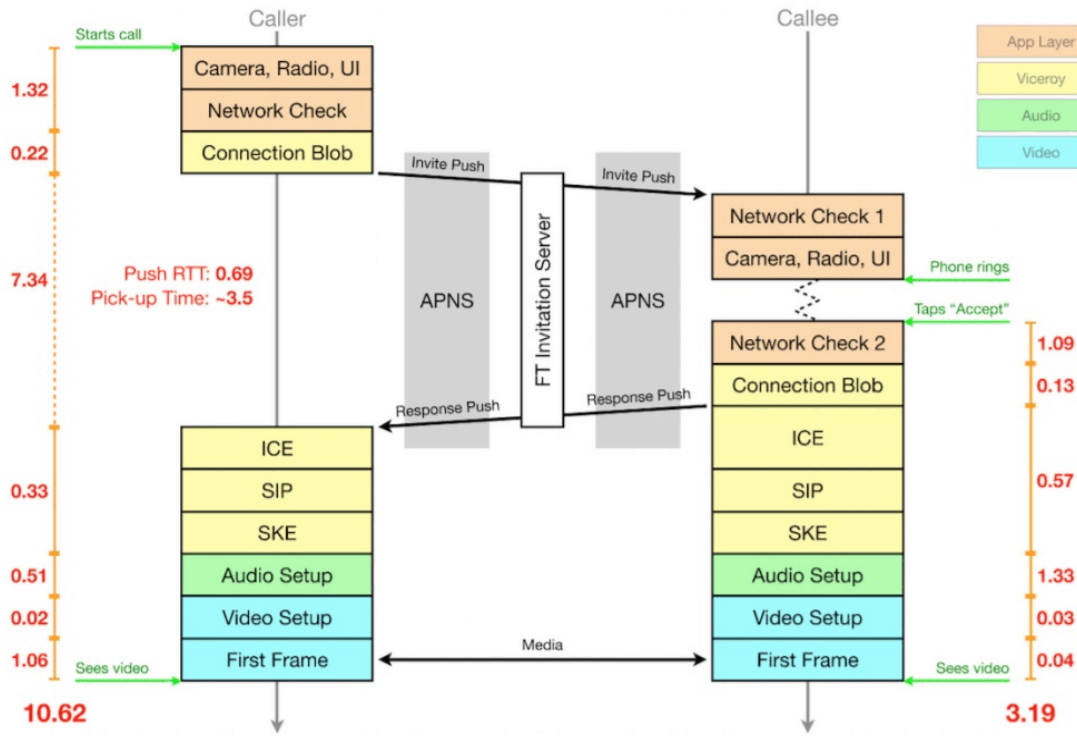 Caller
Callee
Starts call
App Layer
Viceroy
Audio
Video
1.32
0.22
7.34
0.33
0.51
0.02
1.06
10.62
Camera, Radio, UI
Network Check
Connection Blob
Push RTT: 0.69
Pick-up Time: ~3.5
ICE
SIP
SKE
Audio Setup
Video Setup
First Frame
Sees video
Invite Push
APNS
Response Push
FT Invitation Server
Invite Push
APNS
Response Push
Media
Network Check 1
Camera, Radio, UI
Phone rings
Taps “Accept”
Network Check 2
Connection Blob
ICE
SIP
SKE
Audio Setup
Video Setup
First Frame
Sees video
1.09
0.13
0.57
1.33
0.03
0.04
3.19